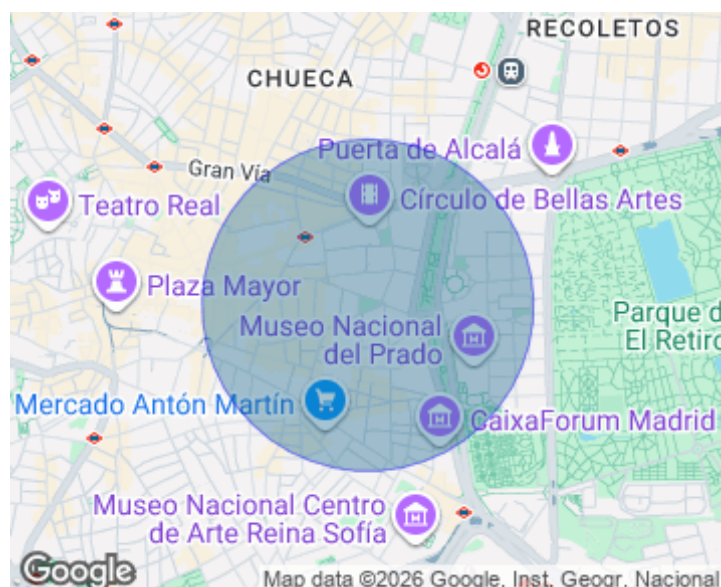 RECOLETOS
CHUECA
Puerta de Alcalá
Gran Vía
Teatro Real
Círculo de Bellas Artes
Plaza Mayor
Museo Nacional
del Prado
Parque d
El Retiro
Mercado Antón Martín
CaixaForum Madrid
Museo Nacional Centro
de Arte Reina Sofía
Google
Map data ©2026 Google, Inst. Geogr. Nacional